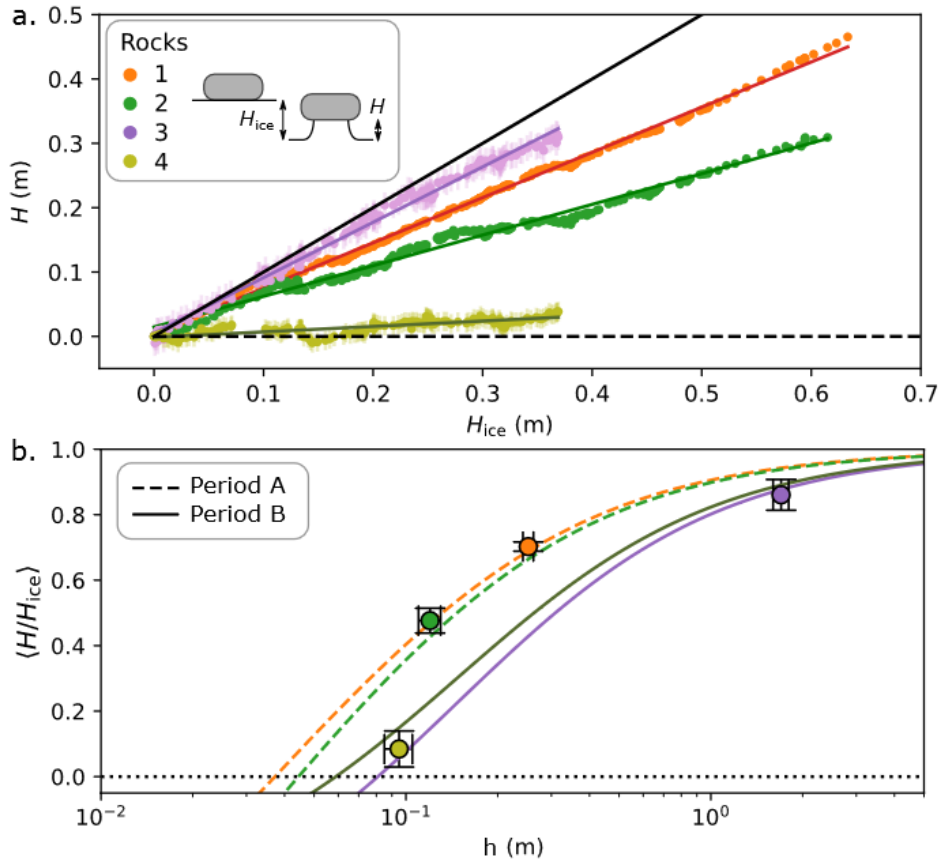 a.
0.5
0.4
0.3
0.2
0.1
0.0
H (m)
Rocks
1
2
3
4
H_ice
H
0.0 0.1 0.2 0.3 0.4 0.5 0.6 0.7
H_ice (m)
b.
1.0
0.8
0.6
0.4
0.2
0.0
⟨H/H_ice⟩
Period A
Period B
10⁻² 10⁻¹ 10⁰
h (m)